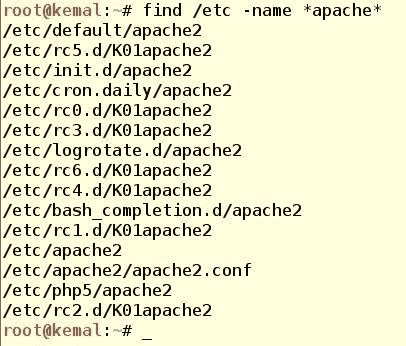 root@kemal:~# find /etc -name *apache*
/etc/default/apache2
/etc/rc5.d/K01apache2
/etc/init.d/apache2
/etc/cron.daily/apache2
/etc/rc0.d/K01apache2
/etc/rc3.d/K01apache2
/etc/logrotate.d/apache2
/etc/rc6.d/K01apache2
/etc/rc4.d/K01apache2
/etc/bash_completion.d/apache2
/etc/rc1.d/K01apache2
/etc/apache2
/etc/apache2/apache2.conf
/etc/php5/apache2
/etc/rc2.d/K01apache2
root@kemal:~# _